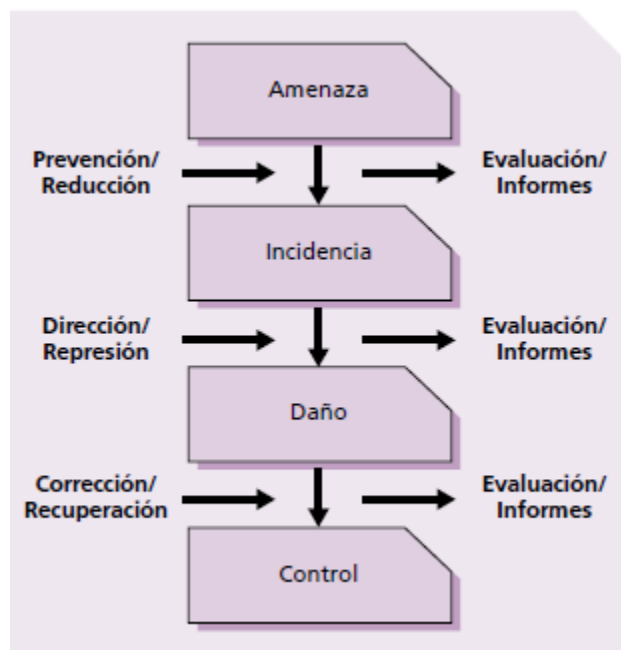 Amenaza
Prevención/
Reducción
Evaluación/
Informes
Incidencia
Dirección/
Represión
Evaluación/
Informes
Daño
Corrección/
Recuperación
Evaluación/
Informes
Control